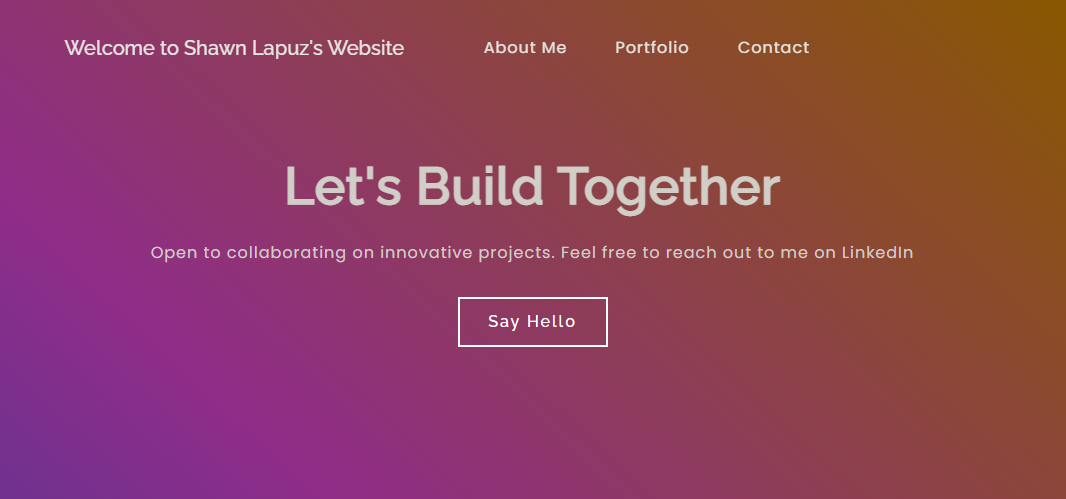 Welcome to Shawn Lapuz's Website About Me Portfolio Contact
Let's Build Together
Open to collaborating on innovative projects. Feel free to reach out to me on LinkedIn
Say Hello